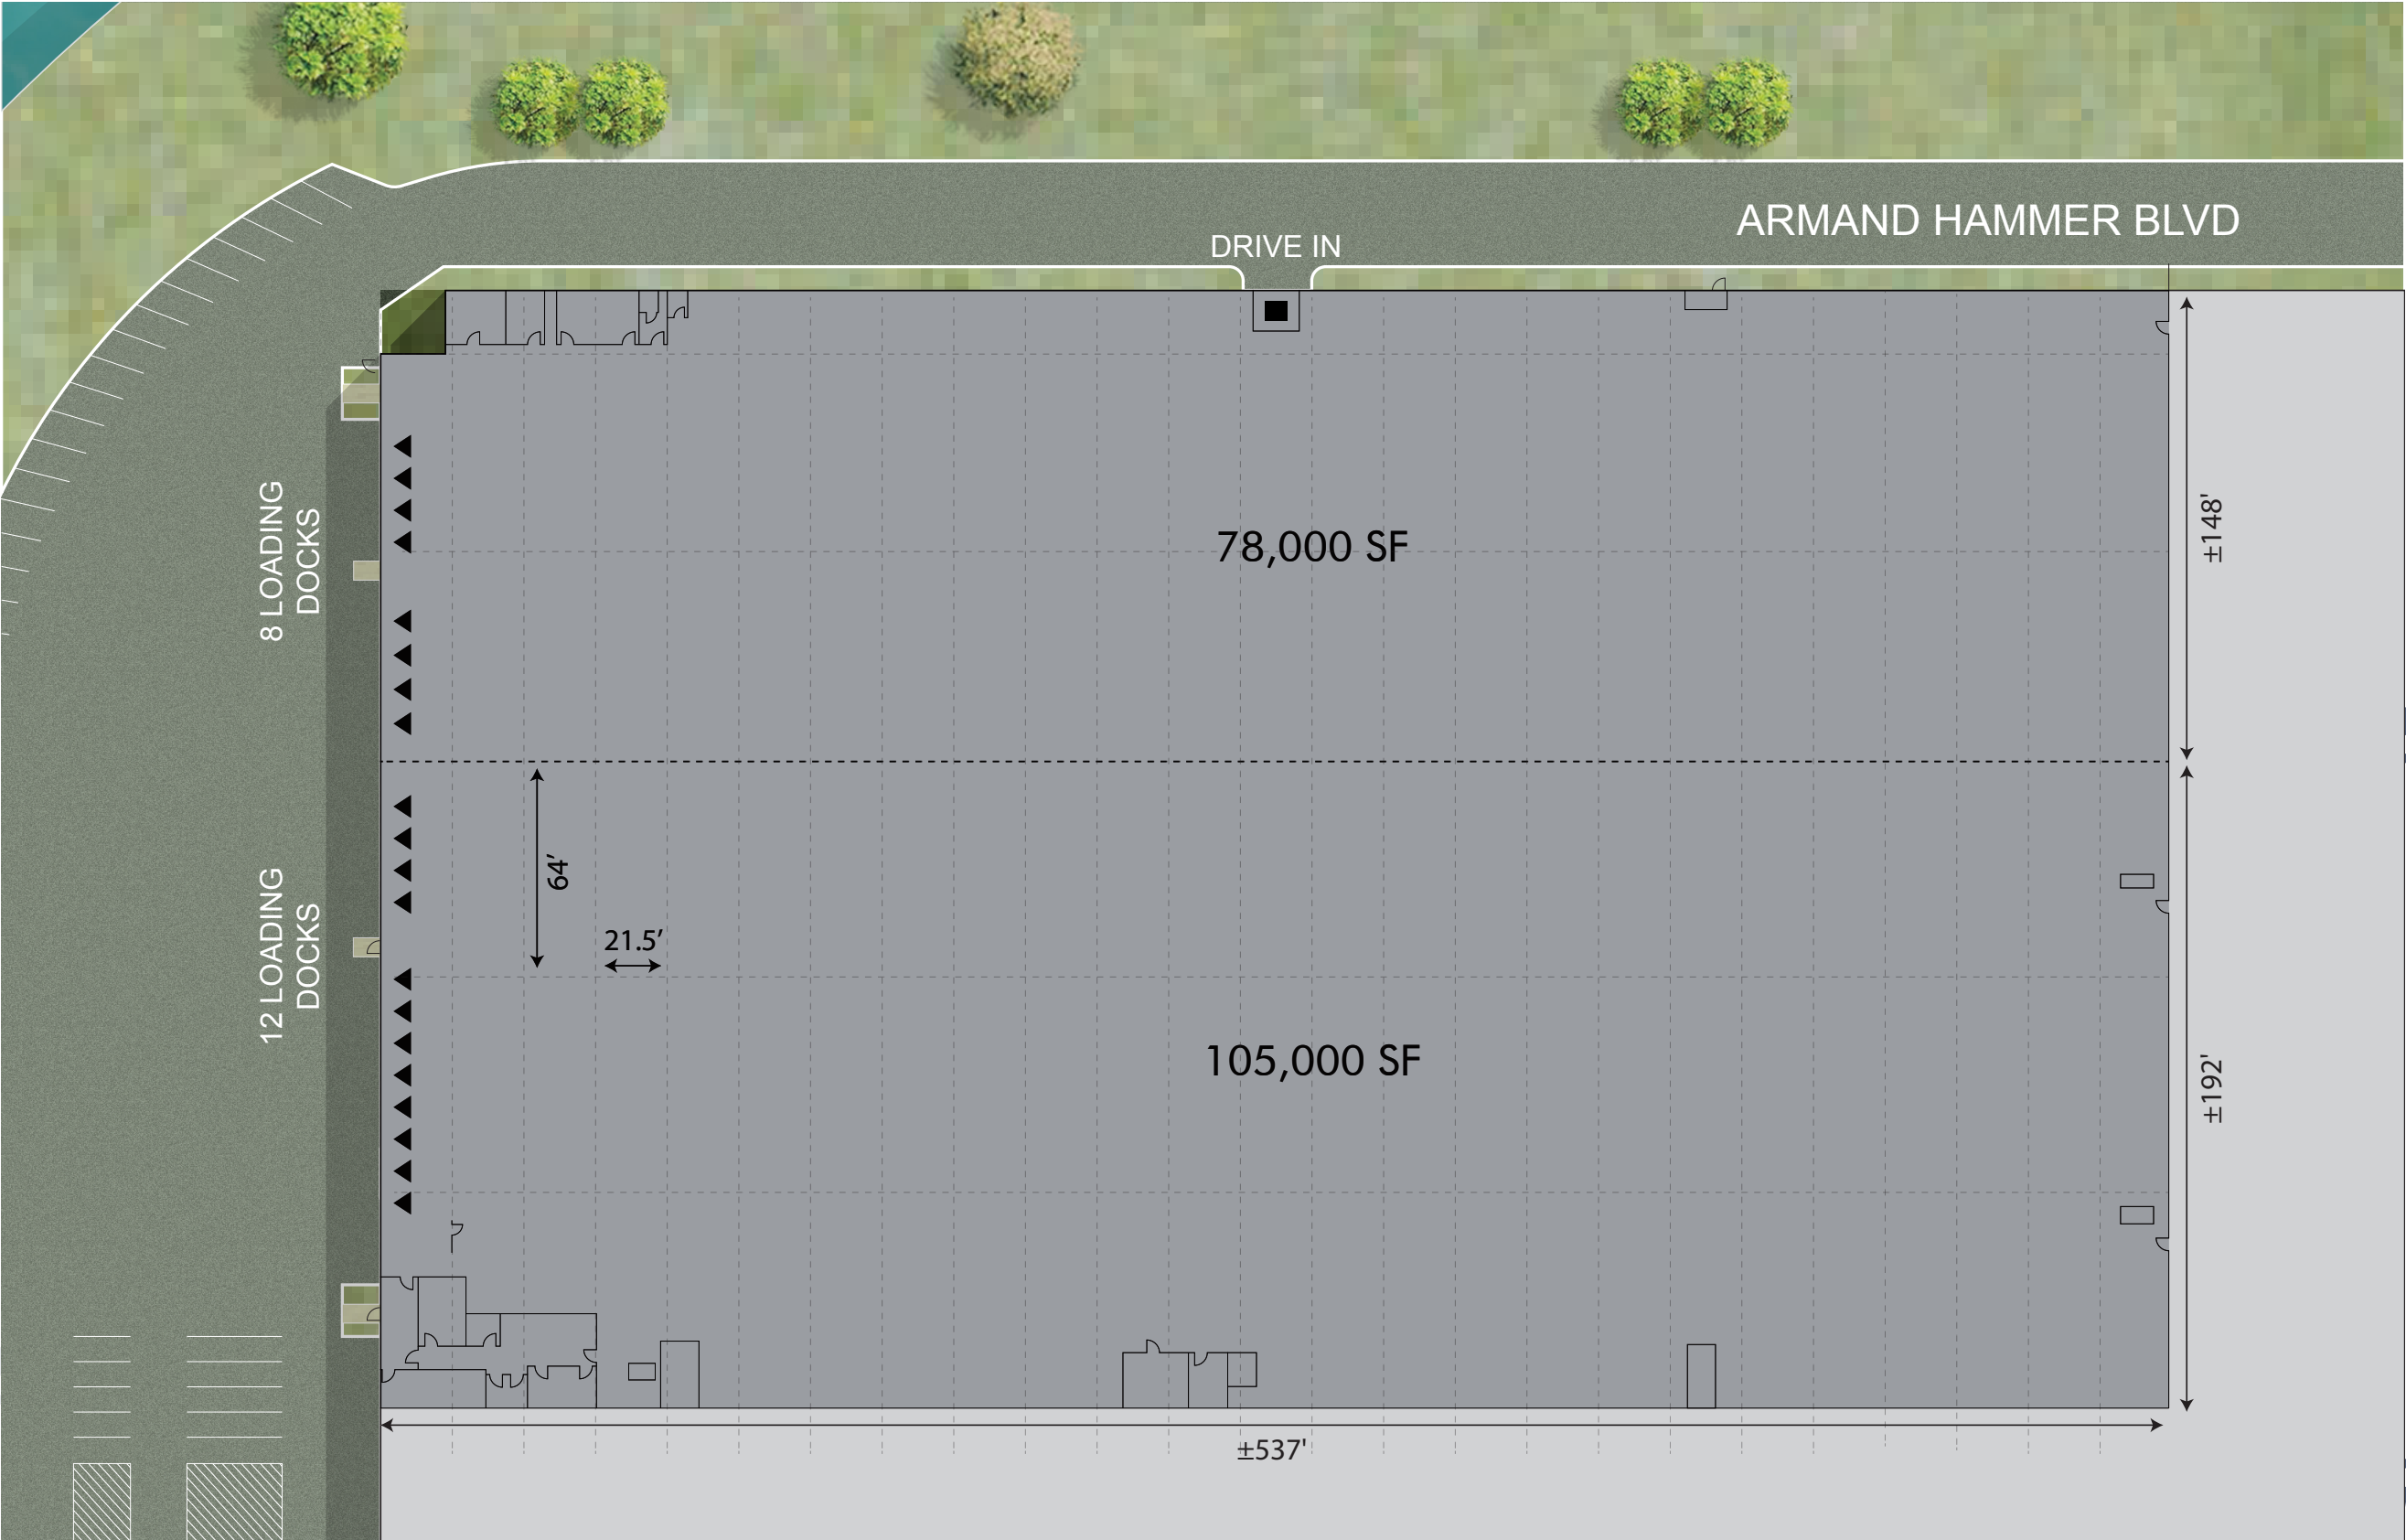 ARMAND HAMMER BLVD
DRIVE IN
8 LOADING
DOCKS
78,000 SF
±148'
64’
21.5’
12 LOADING
DOCKS
105,000 SF
±192'
±537'